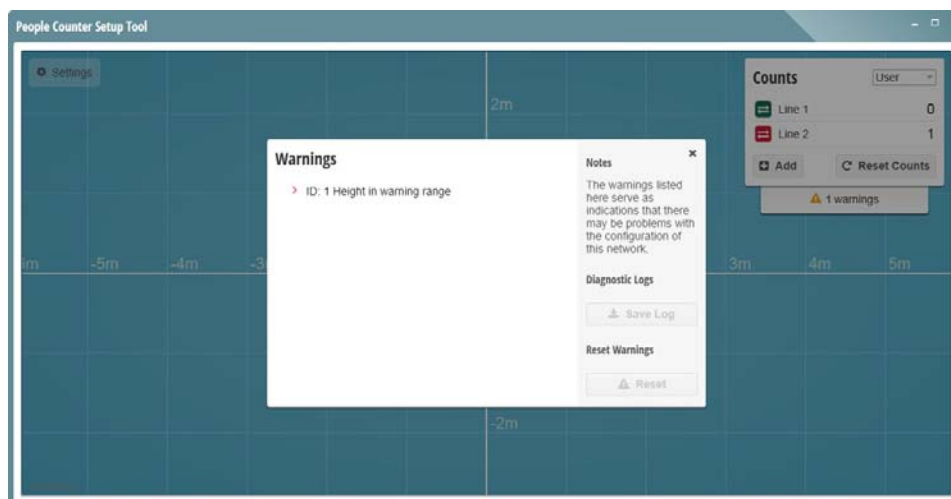 People Counter Setup Tool
Settings
Counts
User
Line 1 0
Line 2 1
Add
Reset Counts
1 warnings
2m
-5m
-4m
3m
4m
5m
-2m
Warnings
ID: 1 Height in warning range
Notes
The warnings listed
here serve as
indications that there
may be problems with
the configuration of
this network.
Diagnostic Logs
Save Log
Reset Warnings
Reset